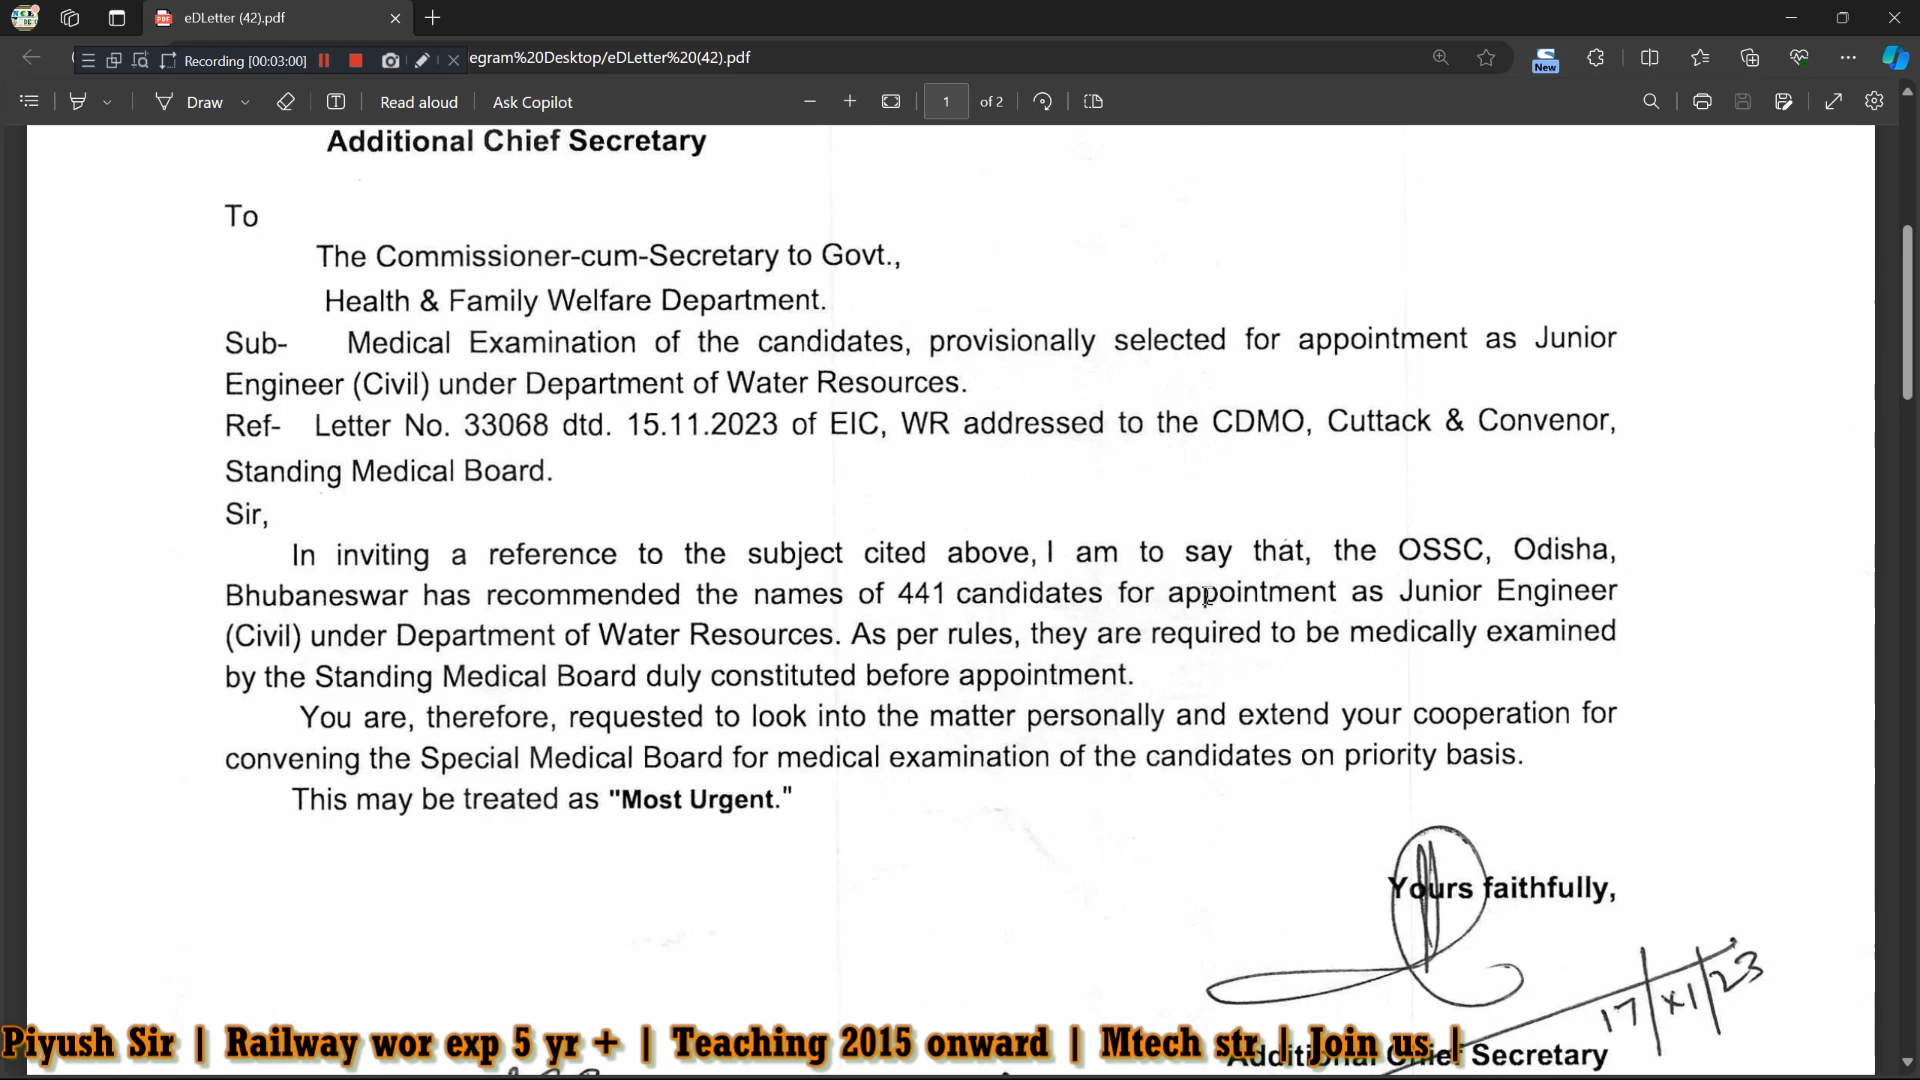 eDLetter (42).pdf
Recording [00:03:00]
egram%20Desktop/eDLetter%20(42).pdf
New
Draw
Read aloud
Ask Copilot
1 of 2
Additional Chief Secretary
To
The Commissioner-cum-Secretary to Govt.,
Health & Family Welfare Department.
Sub- Medical Examination of the candidates, provisionally selected for appointment as Junior
Engineer (Civil) under Department of Water Resources.
Ref- Letter No. 33068 dtd. 15.11.2023 of EIC, WR addressed to the CDMO, Cuttack & Convenor,
Standing Medical Board.
Sir,
In inviting a reference to the subject cited above, I am to say that, the OSSC, Odisha,
Bhubaneswar has recommended the names of 441 candidates for appointment as Junior Engineer
(Civil) under Department of Water Resources. As per rules, they are required to be medically examined
by the Standing Medical Board duly constituted before appointment.
You are, therefore, requested to look into the matter personally and extend your cooperation for
convening the Special Medical Board for medical examination of the candidates on priority basis.
This may be treated as "Most Urgent."
Yours faithfully,
17/XI/23
Additional Chief Secretary
Piyush Sir | Railway wor exp 5 yr + | Teaching 2015 onward | Mtech str | Join us |